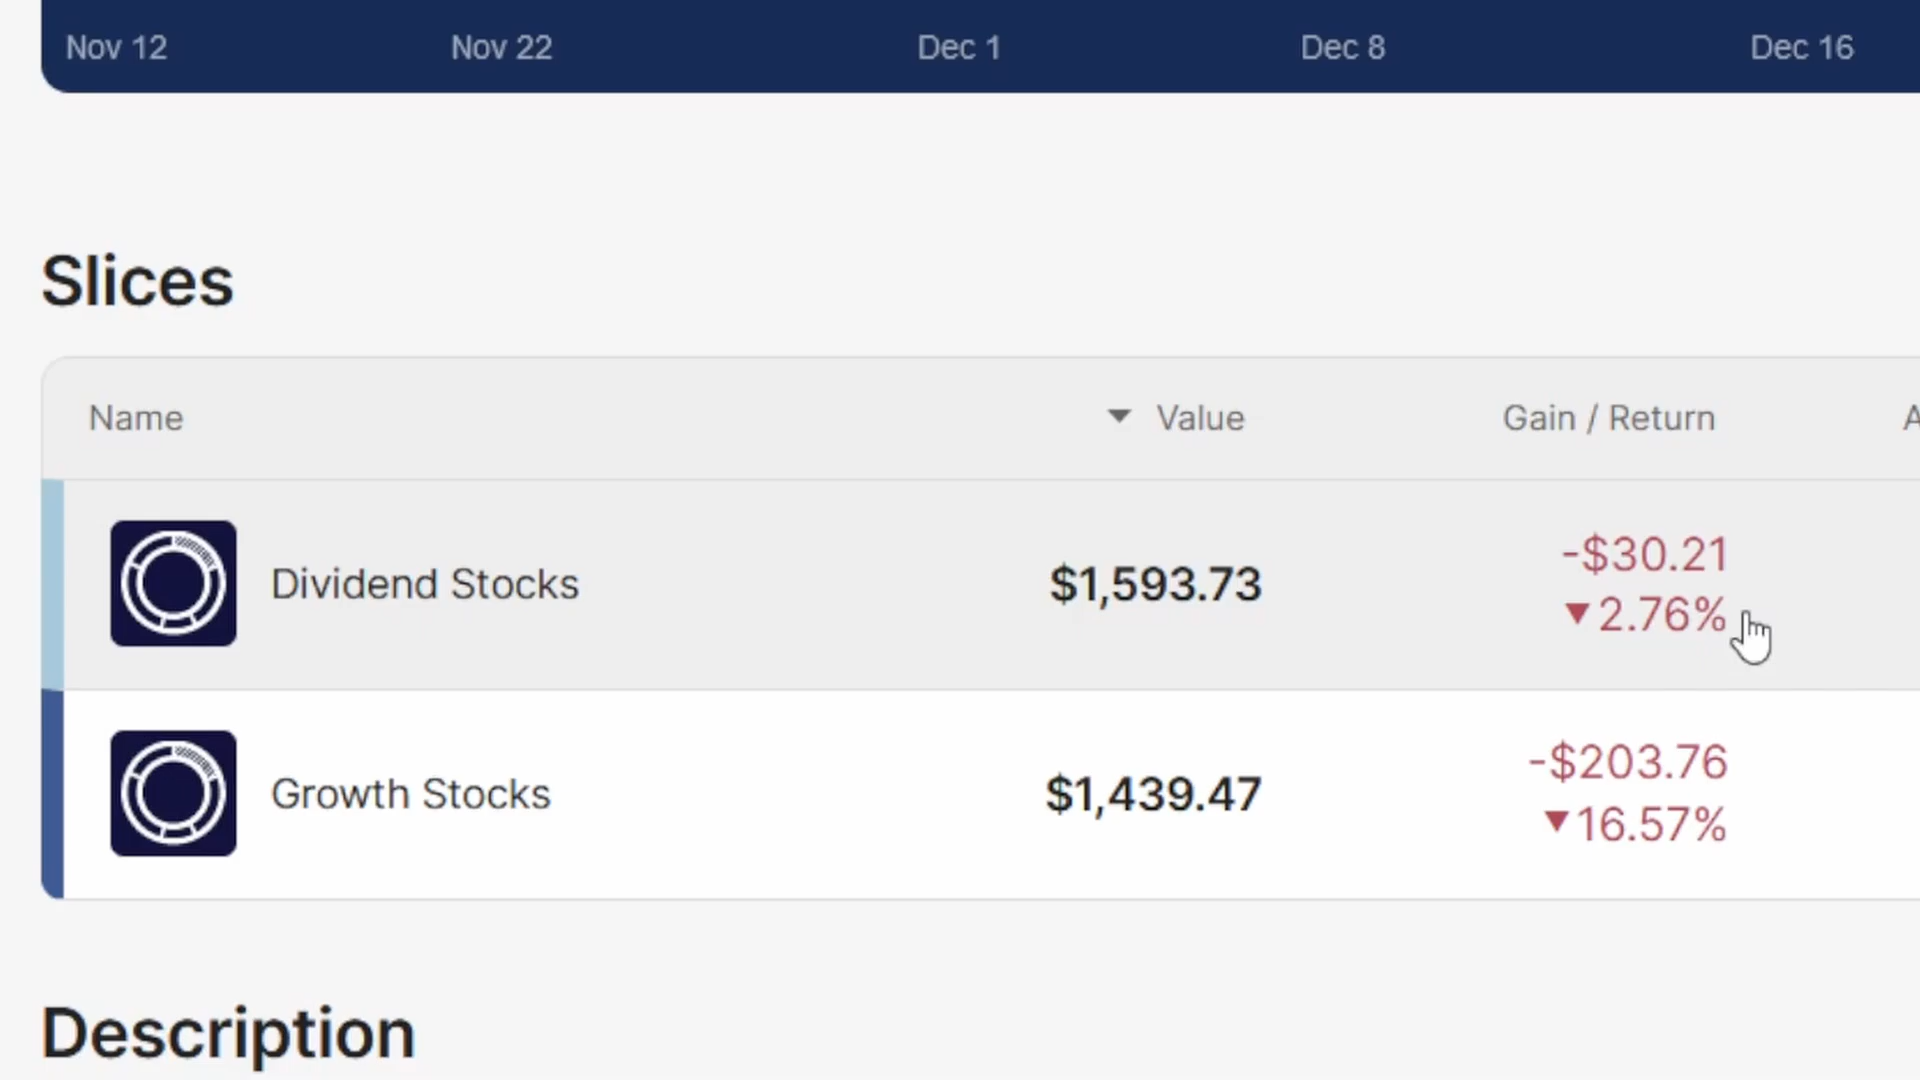 Nov 12 Nov 22 Dec 1 Dec 8 Dec 16
Slices
Name Value Gain / Return A
Dividend Stocks $1,593.73 -$30.21
▼2.76%
Growth Stocks $1,439.47 -$203.76
▼16.57%
Description